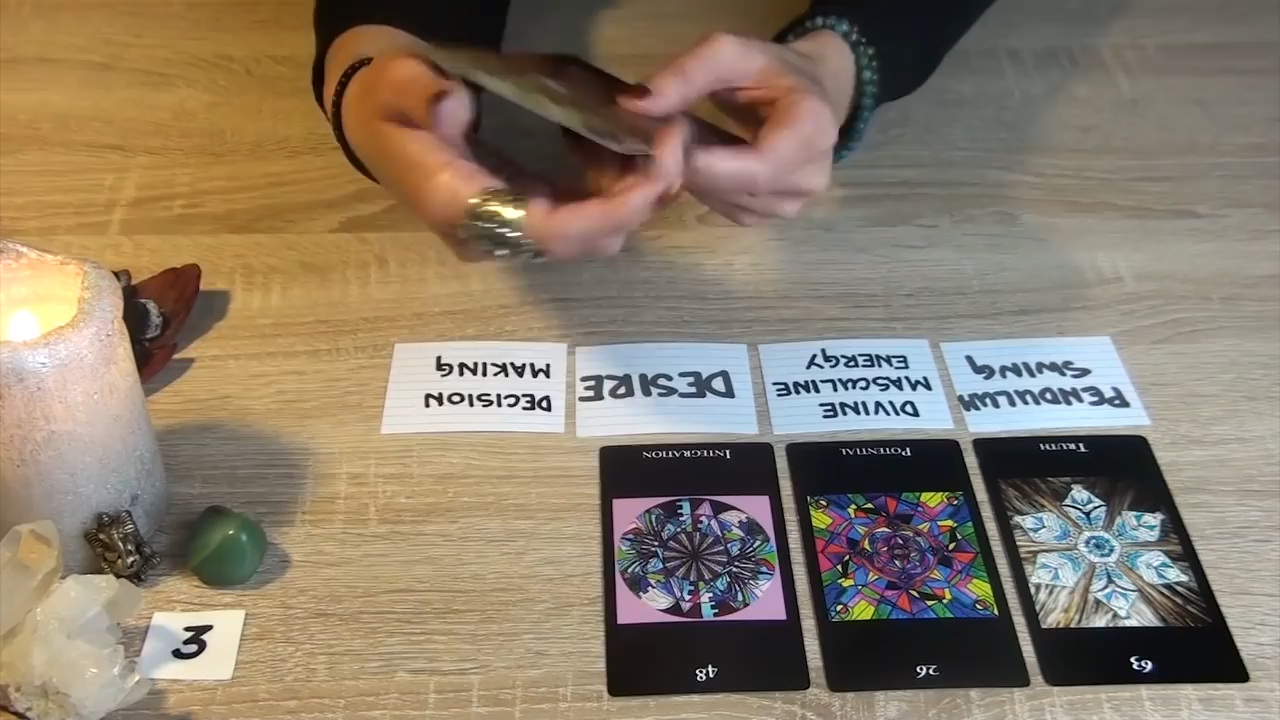 63
TRUTH
26
POTENTIAL
48
INTEGRATION
3
PENDULUM
SWING
DIVINE
MASCULINE
ENERGY
DESIRE
DECISION
MAKING